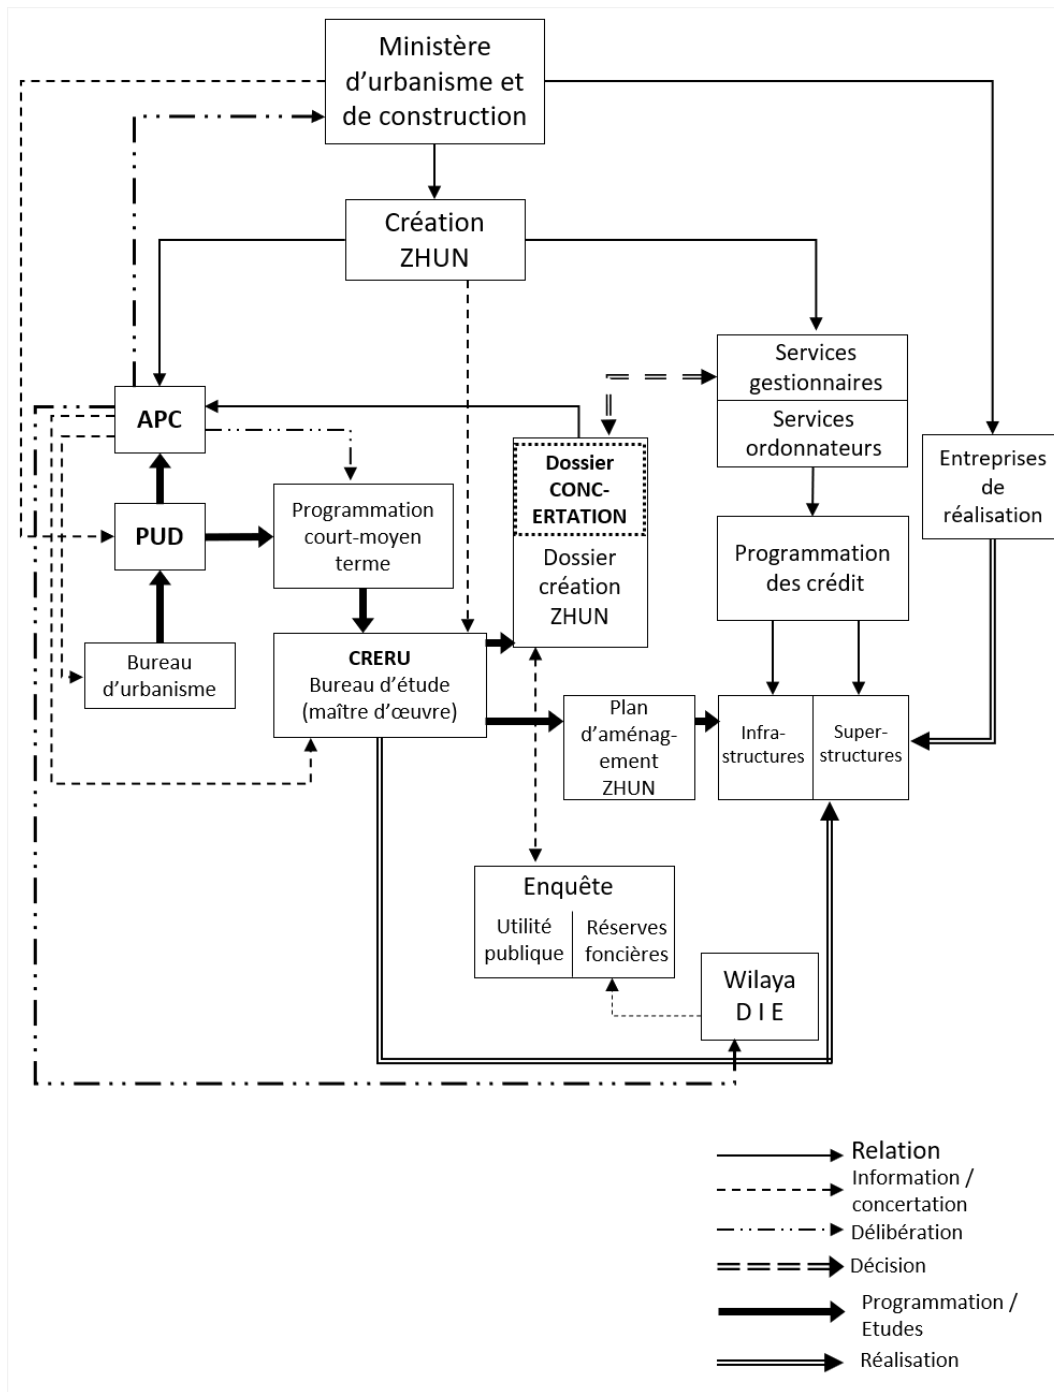 Ministère
d'urbanisme et
de construction
Création
ZHUN
Services
gestionnaires
Services
ordonnateurs
APC
Dossier
CONC-
ERTATION
Dossier
création
ZHUN
Entreprises
de
réalisation
PUD
Programmation
court-moyen
terme
Programmation
des crédit
Bureau
d'urbanisme
CRERU
Bureau d'étude
(maître d'œuvre)
Plan
d'aménag-
ement
ZHUN
Infra-
structures
Super-
structures
Enquête
Utilité
publique
Réserves
foncières
Wilaya
D I E
Relation
Information /
concertation
Délibération
Décision
Programmation /
Etudes
Réalisation